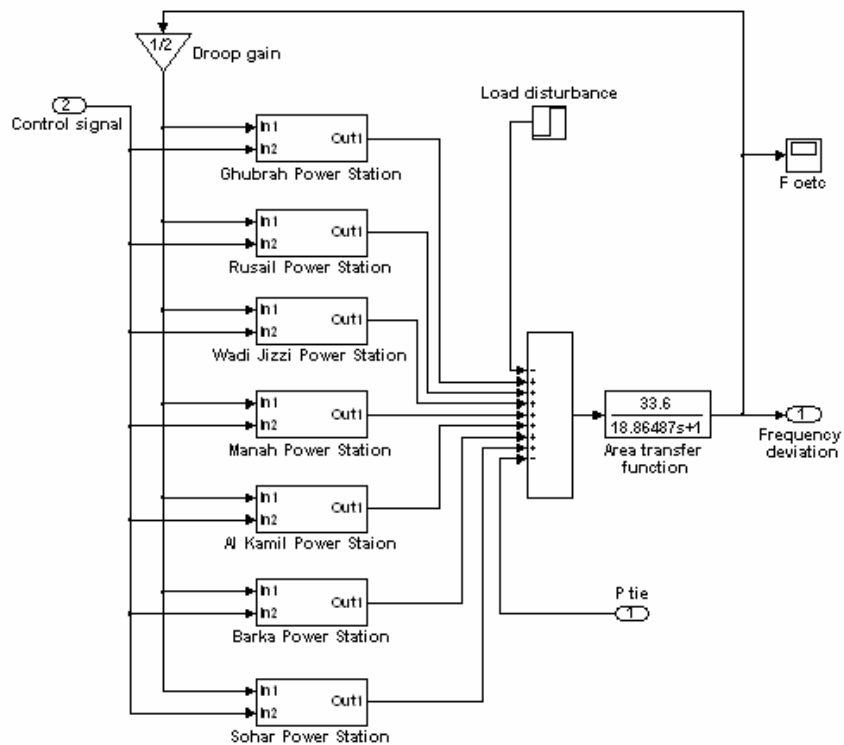 1/2
Droop gain
2
Control signal
Load disturbance
In1
In2
Out1
Ghubrah Power Station
F oetc
In1
In2
Out1
Rusail Power Station
In1
In2
Out1
Wadi Jizzi Power Station
In1
In2
Out1
Manah Power Station
33.6
18.86487s+1
Area transfer
function
1
Frequency
deviation
In1
In2
Out1
Al Kamil Power Staion
In1
In2
Out1
Barka Power Station
P tie
1
In1
In2
Out1
Sohar Power Station
−
+
+
+
+
+
+
+
−